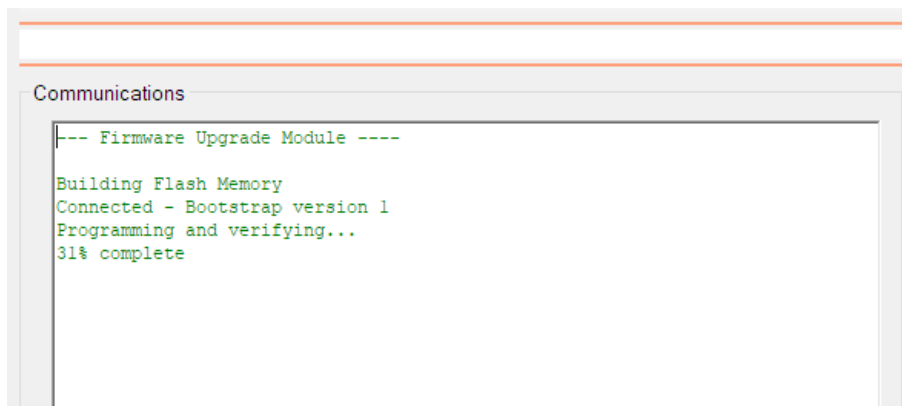 Communications
--- Firmware Upgrade Module ----
Building Flash Memory
Connected - Bootstrap version 1
Programming and verifying...
31% complete